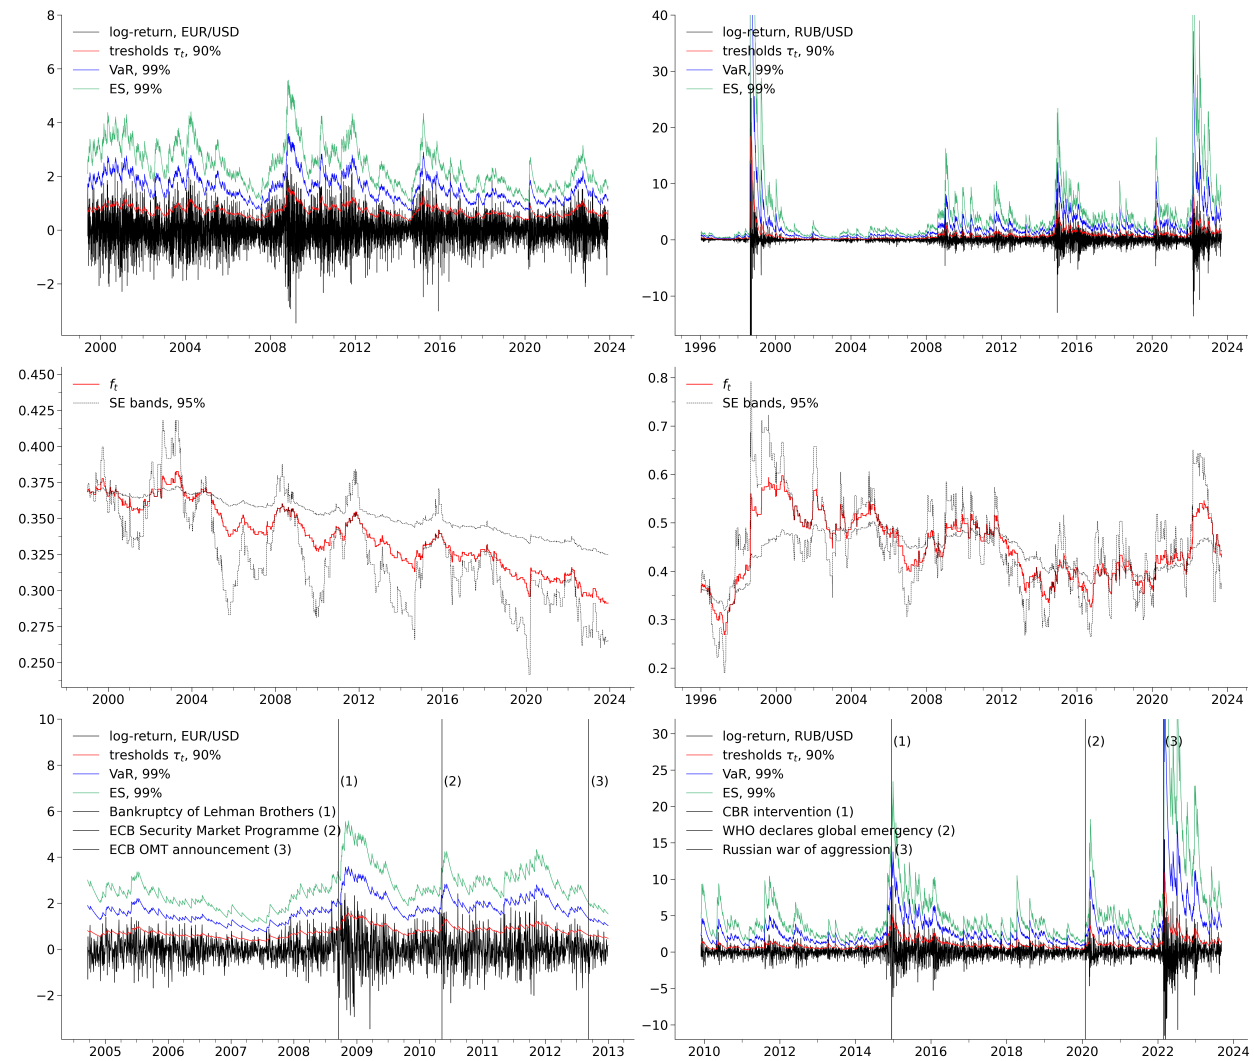 8
6
4
2
0
−2
log-return, EUR/USD
tresholds τt, 90%
VaR, 99%
ES, 99%
2000 2004 2008 2012 2016 2020 2024
40
30
20
10
0
−10
log-return, RUB/USD
tresholds τt, 90%
VaR, 99%
ES, 99%
1996 2000 2004 2008 2012 2016 2020 2024
0.450
0.425
0.400
0.375
0.350
0.325
0.300
0.275
0.250
ft
SE bands, 95%
2000 2004 2008 2012 2016 2020 2024
0.8
0.7
0.6
0.5
0.4
0.3
0.2
ft
SE bands, 95%
1996 2000 2004 2008 2012 2016 2020 2024
10
8
6
4
2
0
−2
log-return, EUR/USD
tresholds τt, 90%
VaR, 99%
ES, 99%
Bankruptcy of Lehman Brothers (1)
ECB Security Market Programme (2)
ECB OMT announcement (3)
(1) (2) (3)
2005 2006 2007 2008 2009 2010 2011 2012 2013
30
25
20
15
10
5
0
−5
−10
log-return, RUB/USD
tresholds τt, 90%
VaR, 99%
ES, 99%
CBR intervention (1)
WHO declares global emergency (2)
Russian war of aggression (3)
(1) (2) (3)
2010 2012 2014 2016 2018 2020 2022 2024